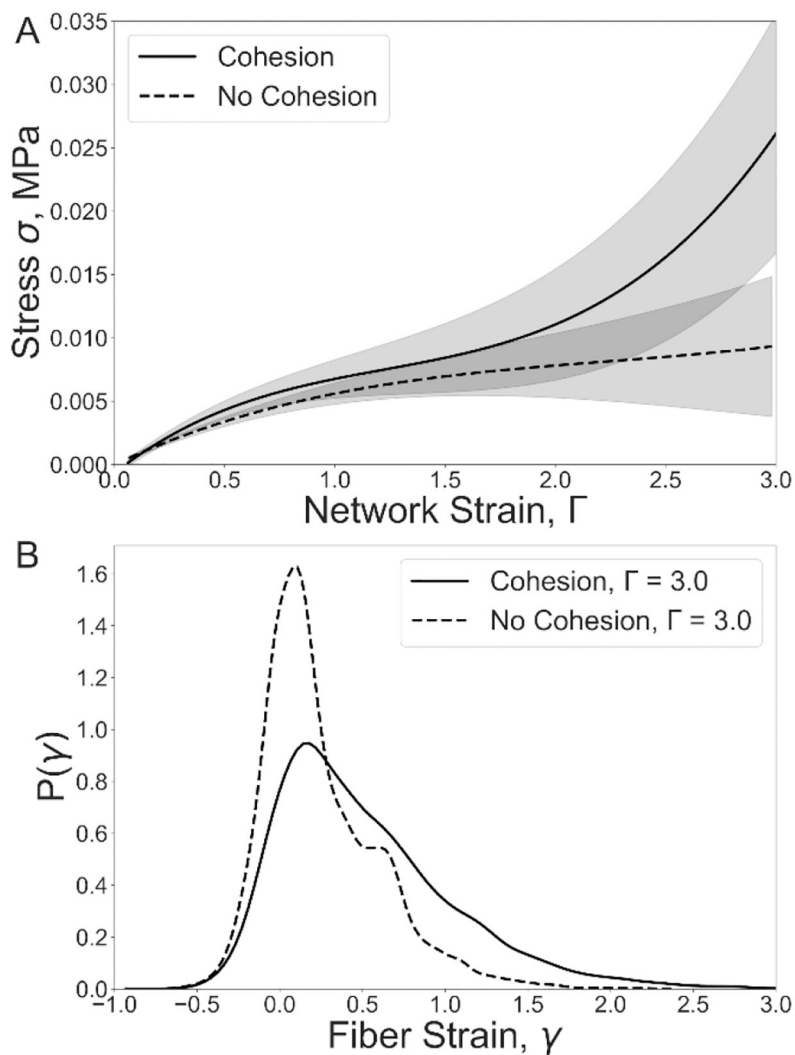 A
0.035
0.030
0.025
0.020
0.015
0.010
0.005
0.000
Stress σ, MPa
Cohesion
No Cohesion
0.0 0.5 1.0 1.5 2.0 2.5 3.0
Network Strain, Γ
B
1.6
1.4
1.2
1.0
0.8
0.6
0.4
0.2
0.0
P(γ)
Cohesion, Γ = 3.0
No Cohesion, Γ = 3.0
−1.0 −0.5 0.0 0.5 1.0 1.5 2.0 2.5 3.0
Fiber Strain, γ